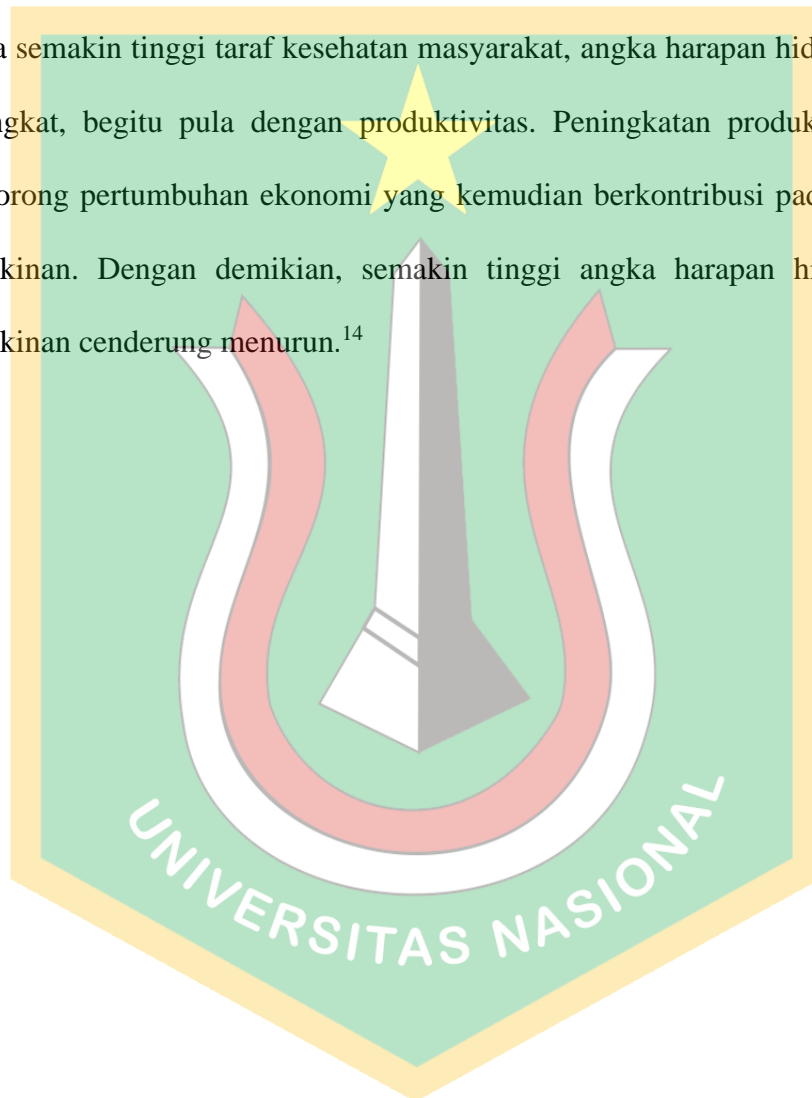 a semakin tinggi taraf kesehatan masyarakat, angka harapan hid
ngkat, begitu pula dengan produktivitas. Peningkatan produk
orong pertumbuhan ekonomi yang kemudian berkontribusi pad
kinan. Dengan demikian, semakin tinggi angka harapan hi
kinan cenderung menurun.14
UNIVERSITAS NASIONAL